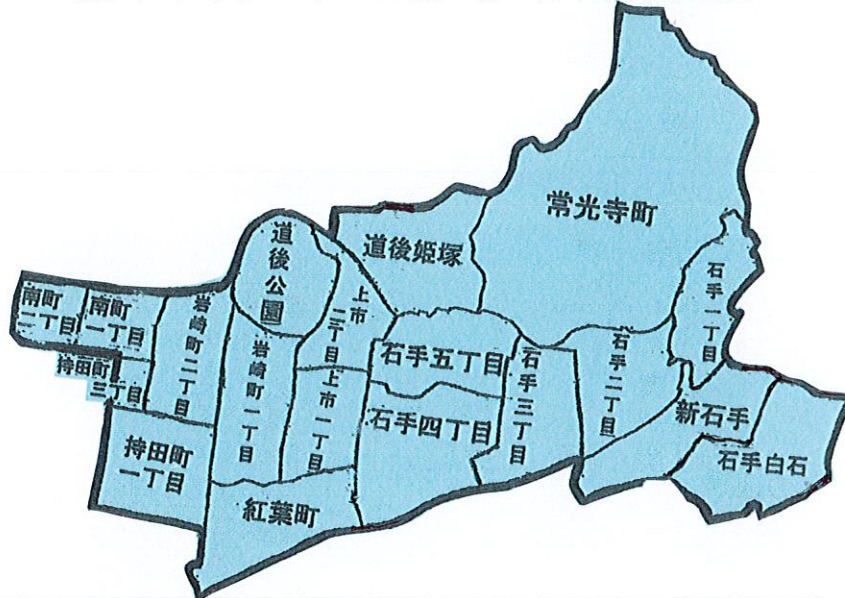 常光寺町
道後姫塚
道後公園
石手一丁目
南町
二丁目
南町
一丁目
岩崎町二丁目
上市二丁目
岩崎町一丁目
石手五丁目
石手三丁目
石手二丁目
持田町
三丁目
上市一丁目
石手四丁目
新石手
持田町
一丁目
石手白石
紅葉町